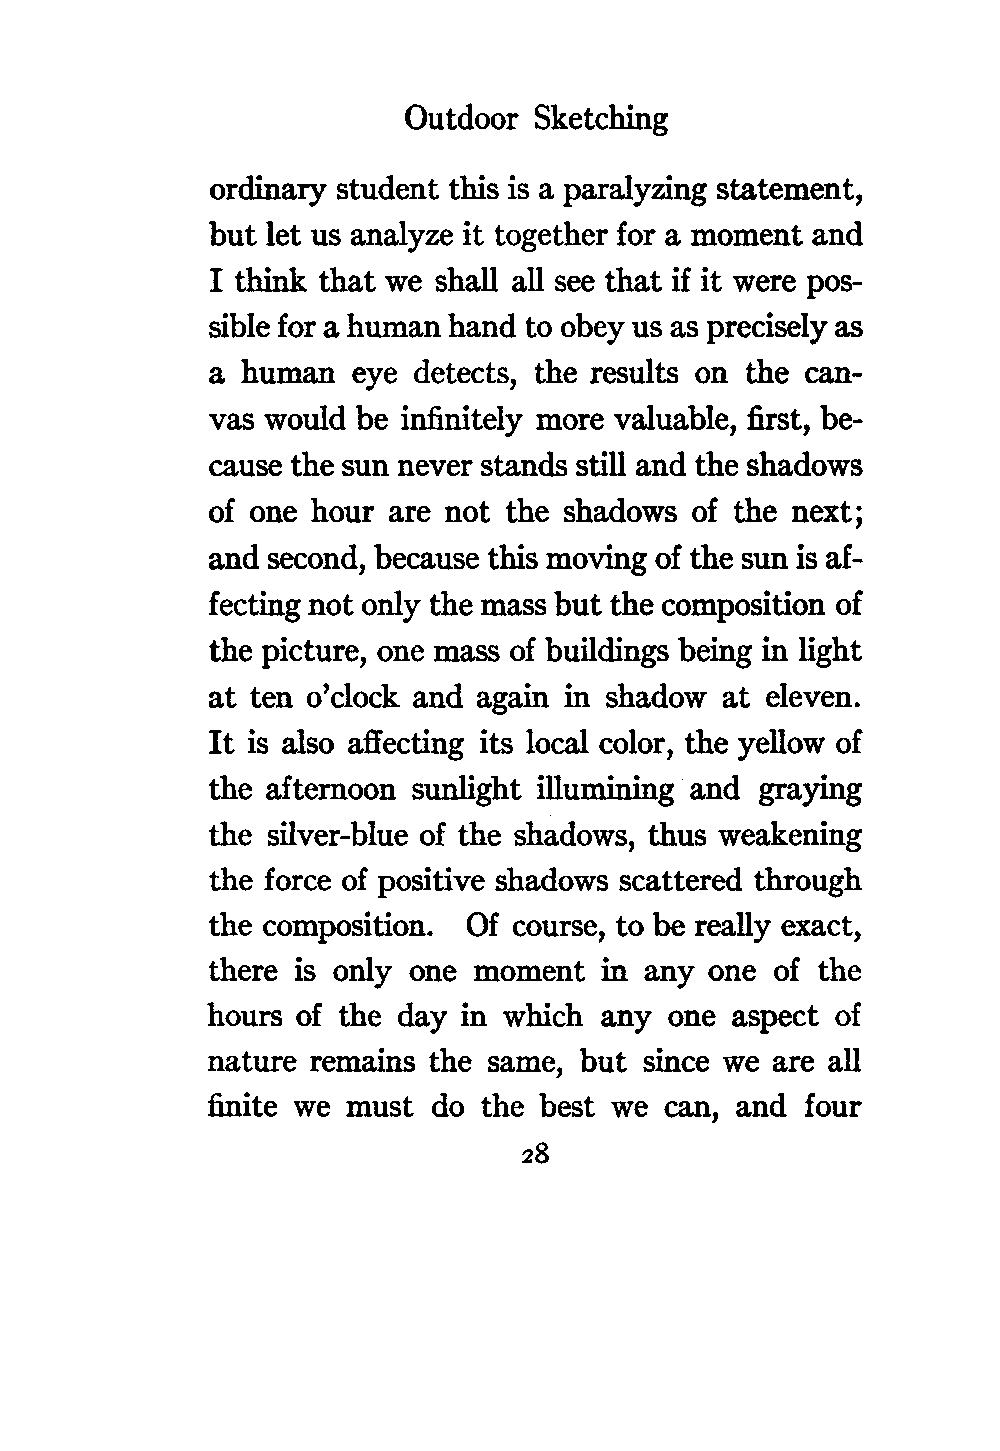 Outdoor Sketching
ordinary student this is a paralyzing statement,
but let us analyze it together for a moment and
I think that we shall all see that if it were pos-
sible for a human hand to obey us as precisely as
a human eye detects, the results on the can-
vas would be infinitely more valuable, first, be-
cause the sun never stands still and the shadows
of one hour are not the shadows of the next;
and second, because this moving of the sun is af-
fecting not only the mass but the composition of
the picture, one mass of buildings being in light
at ten o’clock and again in shadow at eleven.
It is also affecting its local color, the yellow of
the afternoon sunlight illumining and graying
the silver-blue of the shadows, thus weakening
the force of positive shadows scattered through
the composition. Of course, to be really exact,
there is only one moment in any one of the
hours of the day in which any one aspect of
nature remains the same, but since we are all
finite we must do the best we can, and four
28